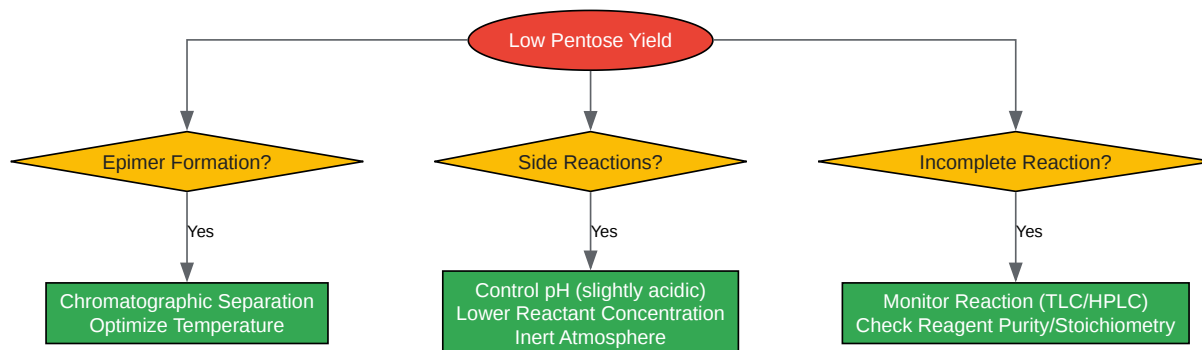 Low Pentose Yield
Epimer Formation?
Side Reactions?
Incomplete Reaction?
Yes
Yes
Yes
Chromatographic Separation
Optimize Temperature
Control pH (slightly acidic)
Lower Reactant Concentration
Inert Atmosphere
Monitor Reaction (TLC/HPLC)
Check Reagent Purity/Stoichiometry